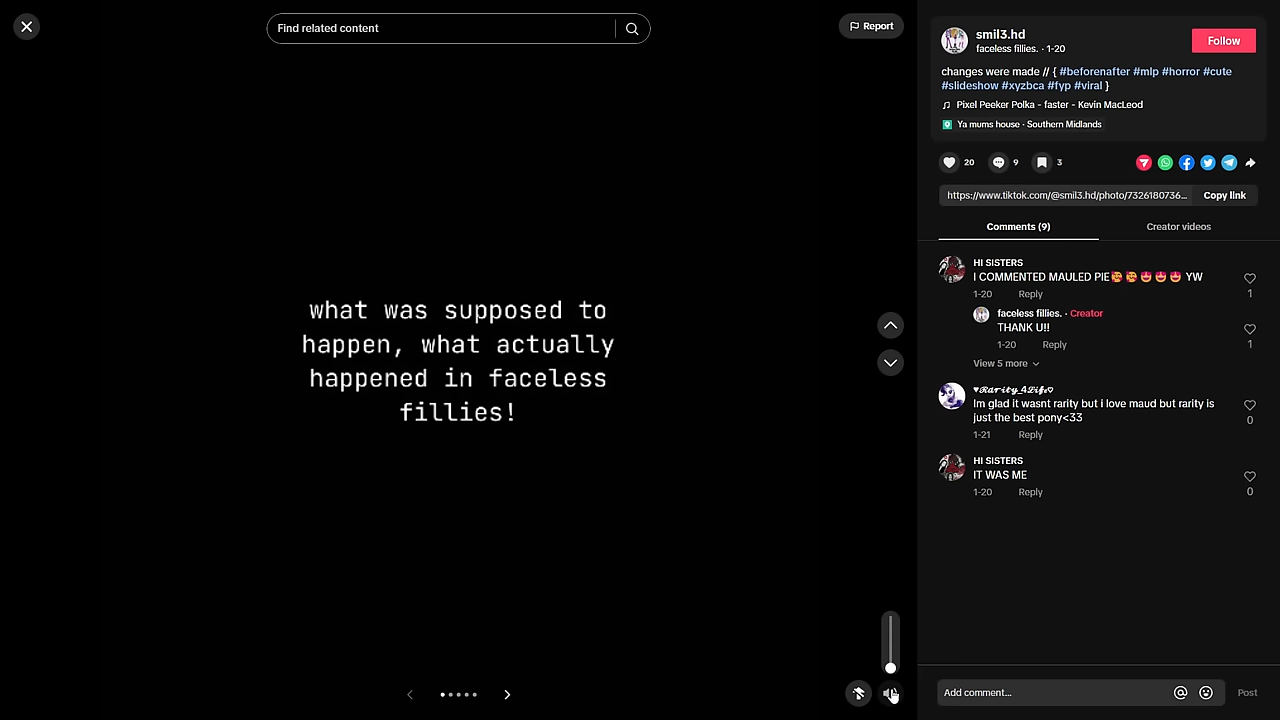 Find related content
Report
what was supposed to
happen, what actually
happened in faceless
fillies!
smil3.hd
faceless fillies. · 1-20
Follow
changes were made // { #beforenafter #mlp #horror #cute
#slideshow #xyzbca #fyp #viral }
Pixel Peeker Polka - faster - Kevin MacLeod
Ya mums house · Southern Midlands
20
9
3
https://www.tiktok.com/@smil3.hd/photo/7326180736...
Copy link
Comments (9)
Creator videos
HI SISTERS
I COMMENTED MAULED PIE🥰🥰😍😍😍 YW
1-20
Reply
1
faceless fillies. · Creator
THANK U!!
1-20
Reply
1
View 5 more
♥𝓡𝓪𝓻𝓲𝓽𝔂_4𝓛𝓲𝓯𝓮♡
Im glad it wasnt rarity but i love maud but rarity is
just the best pony<33
1-21
Reply
0
HI SISTERS
IT WAS ME
1-20
Reply
0
Add comment...
Post